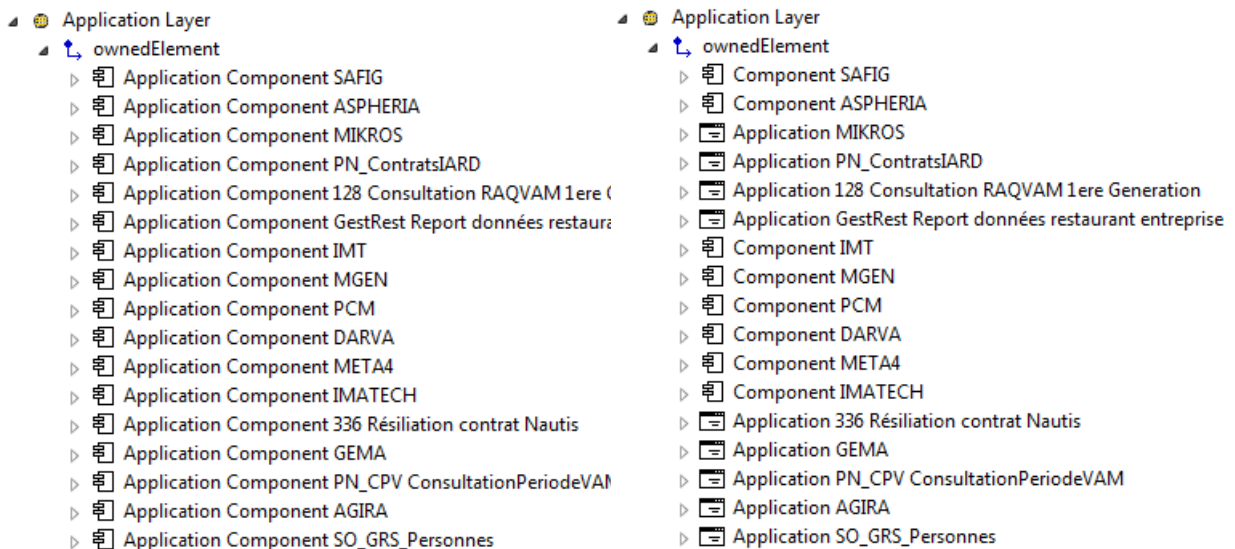 Application Layer
ownedElement
Application Component SAFIG
Application Component ASPHERIA
Application Component MIKROS
Application Component PN_ContratsIARD
Application Component 128 Consultation RAQVAM 1ere
Application Component GestRest Report données restaura
Application Component IMT
Application Component MGEN
Application Component PCM
Application Component DARVA
Application Component META4
Application Component IMATECH
Application Component 336 Résiliation contrat Nautis
Application Component GEMA
Application Component PN_CPV ConsultationPeriodeVAM
Application Component AGIRA
Application Component SO_GRS_Personnes
Application Layer
ownedElement
Component SAFIG
Component ASPHERIA
Application MIKROS
Application PN_ContratsIARD
Application 128 Consultation RAQVAM 1ere Generation
Application GestRest Report données restaurant entreprise
Component IMT
Component MGEN
Component PCM
Component DARVA
Component META4
Component IMATECH
Application 336 Résiliation contrat Nautis
Application GEMA
Application PN_CPV ConsultationPeriodeVAM
Application AGIRA
Application SO_GRS_Personnes